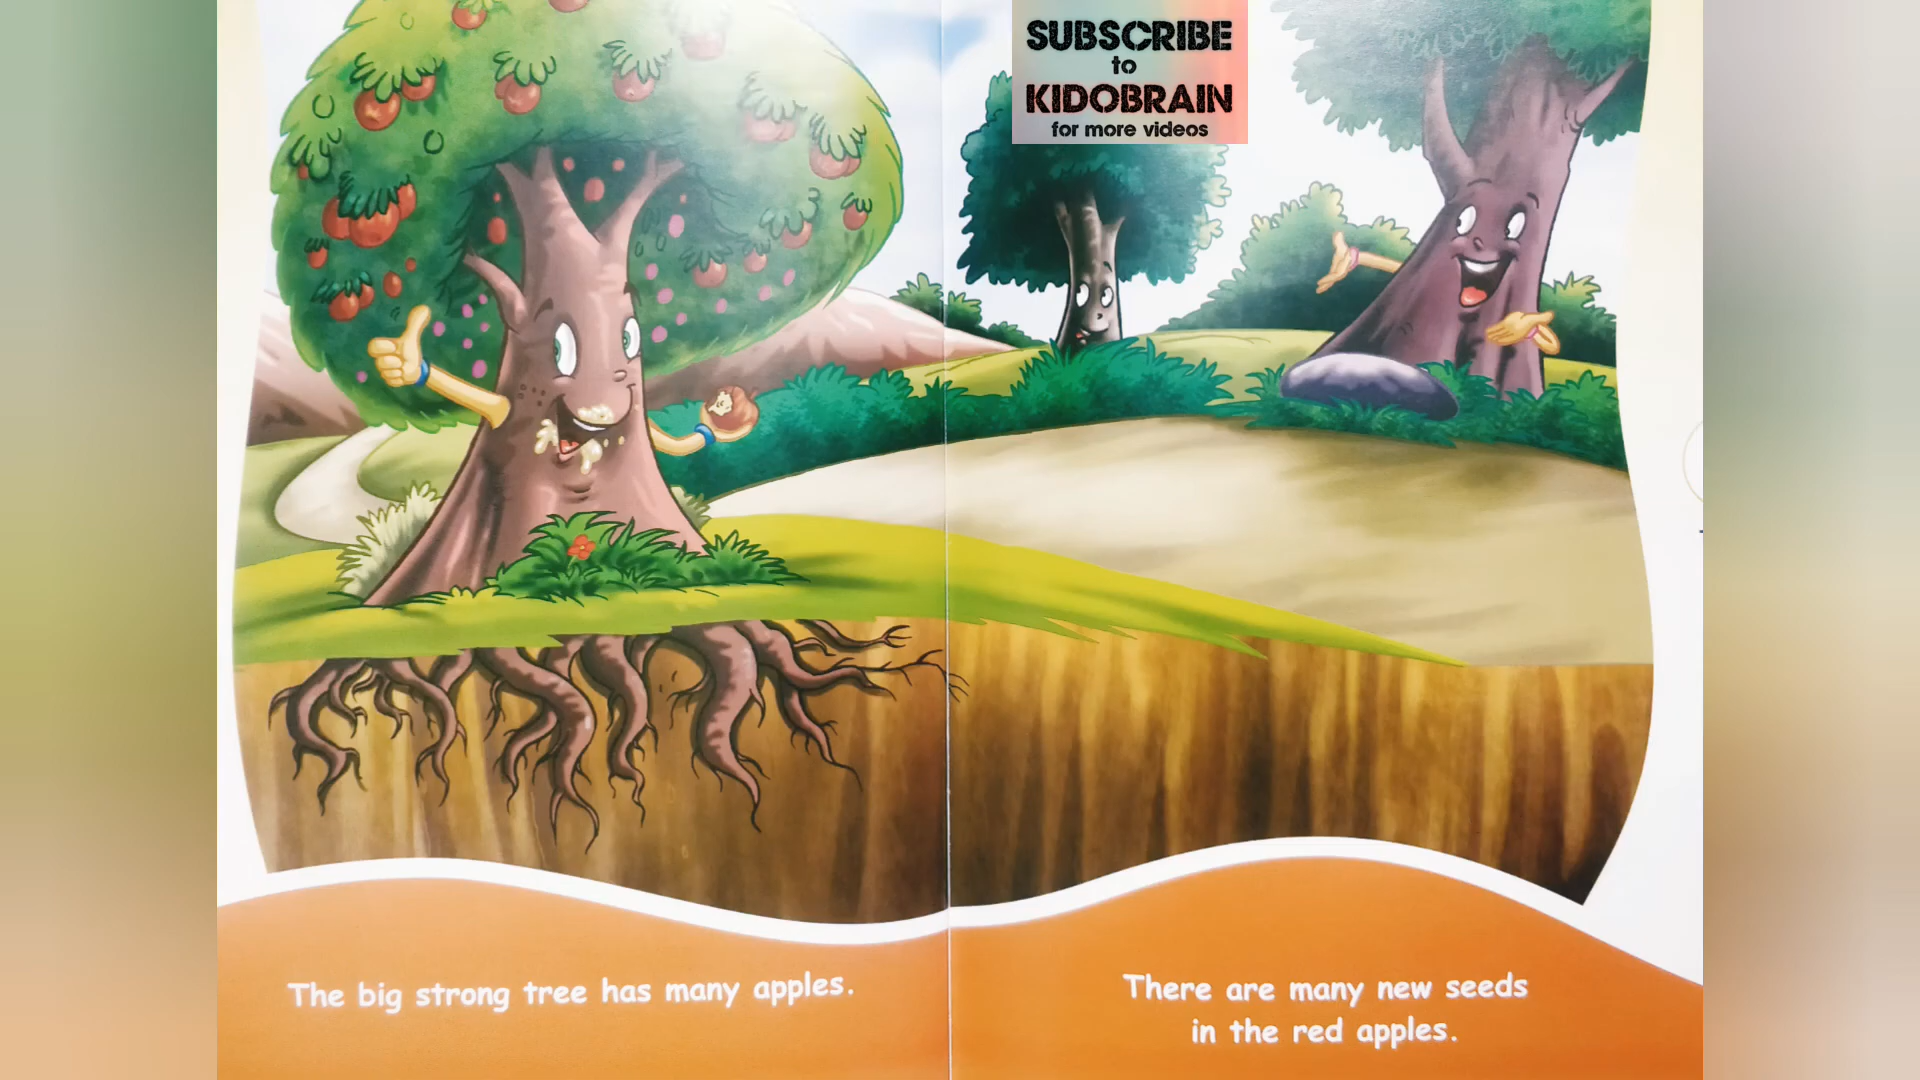 SUBSCRIBE
to
KIDOBRAIN
for more videos
The big strong tree has many apples.
There are many new seeds
in the red apples.